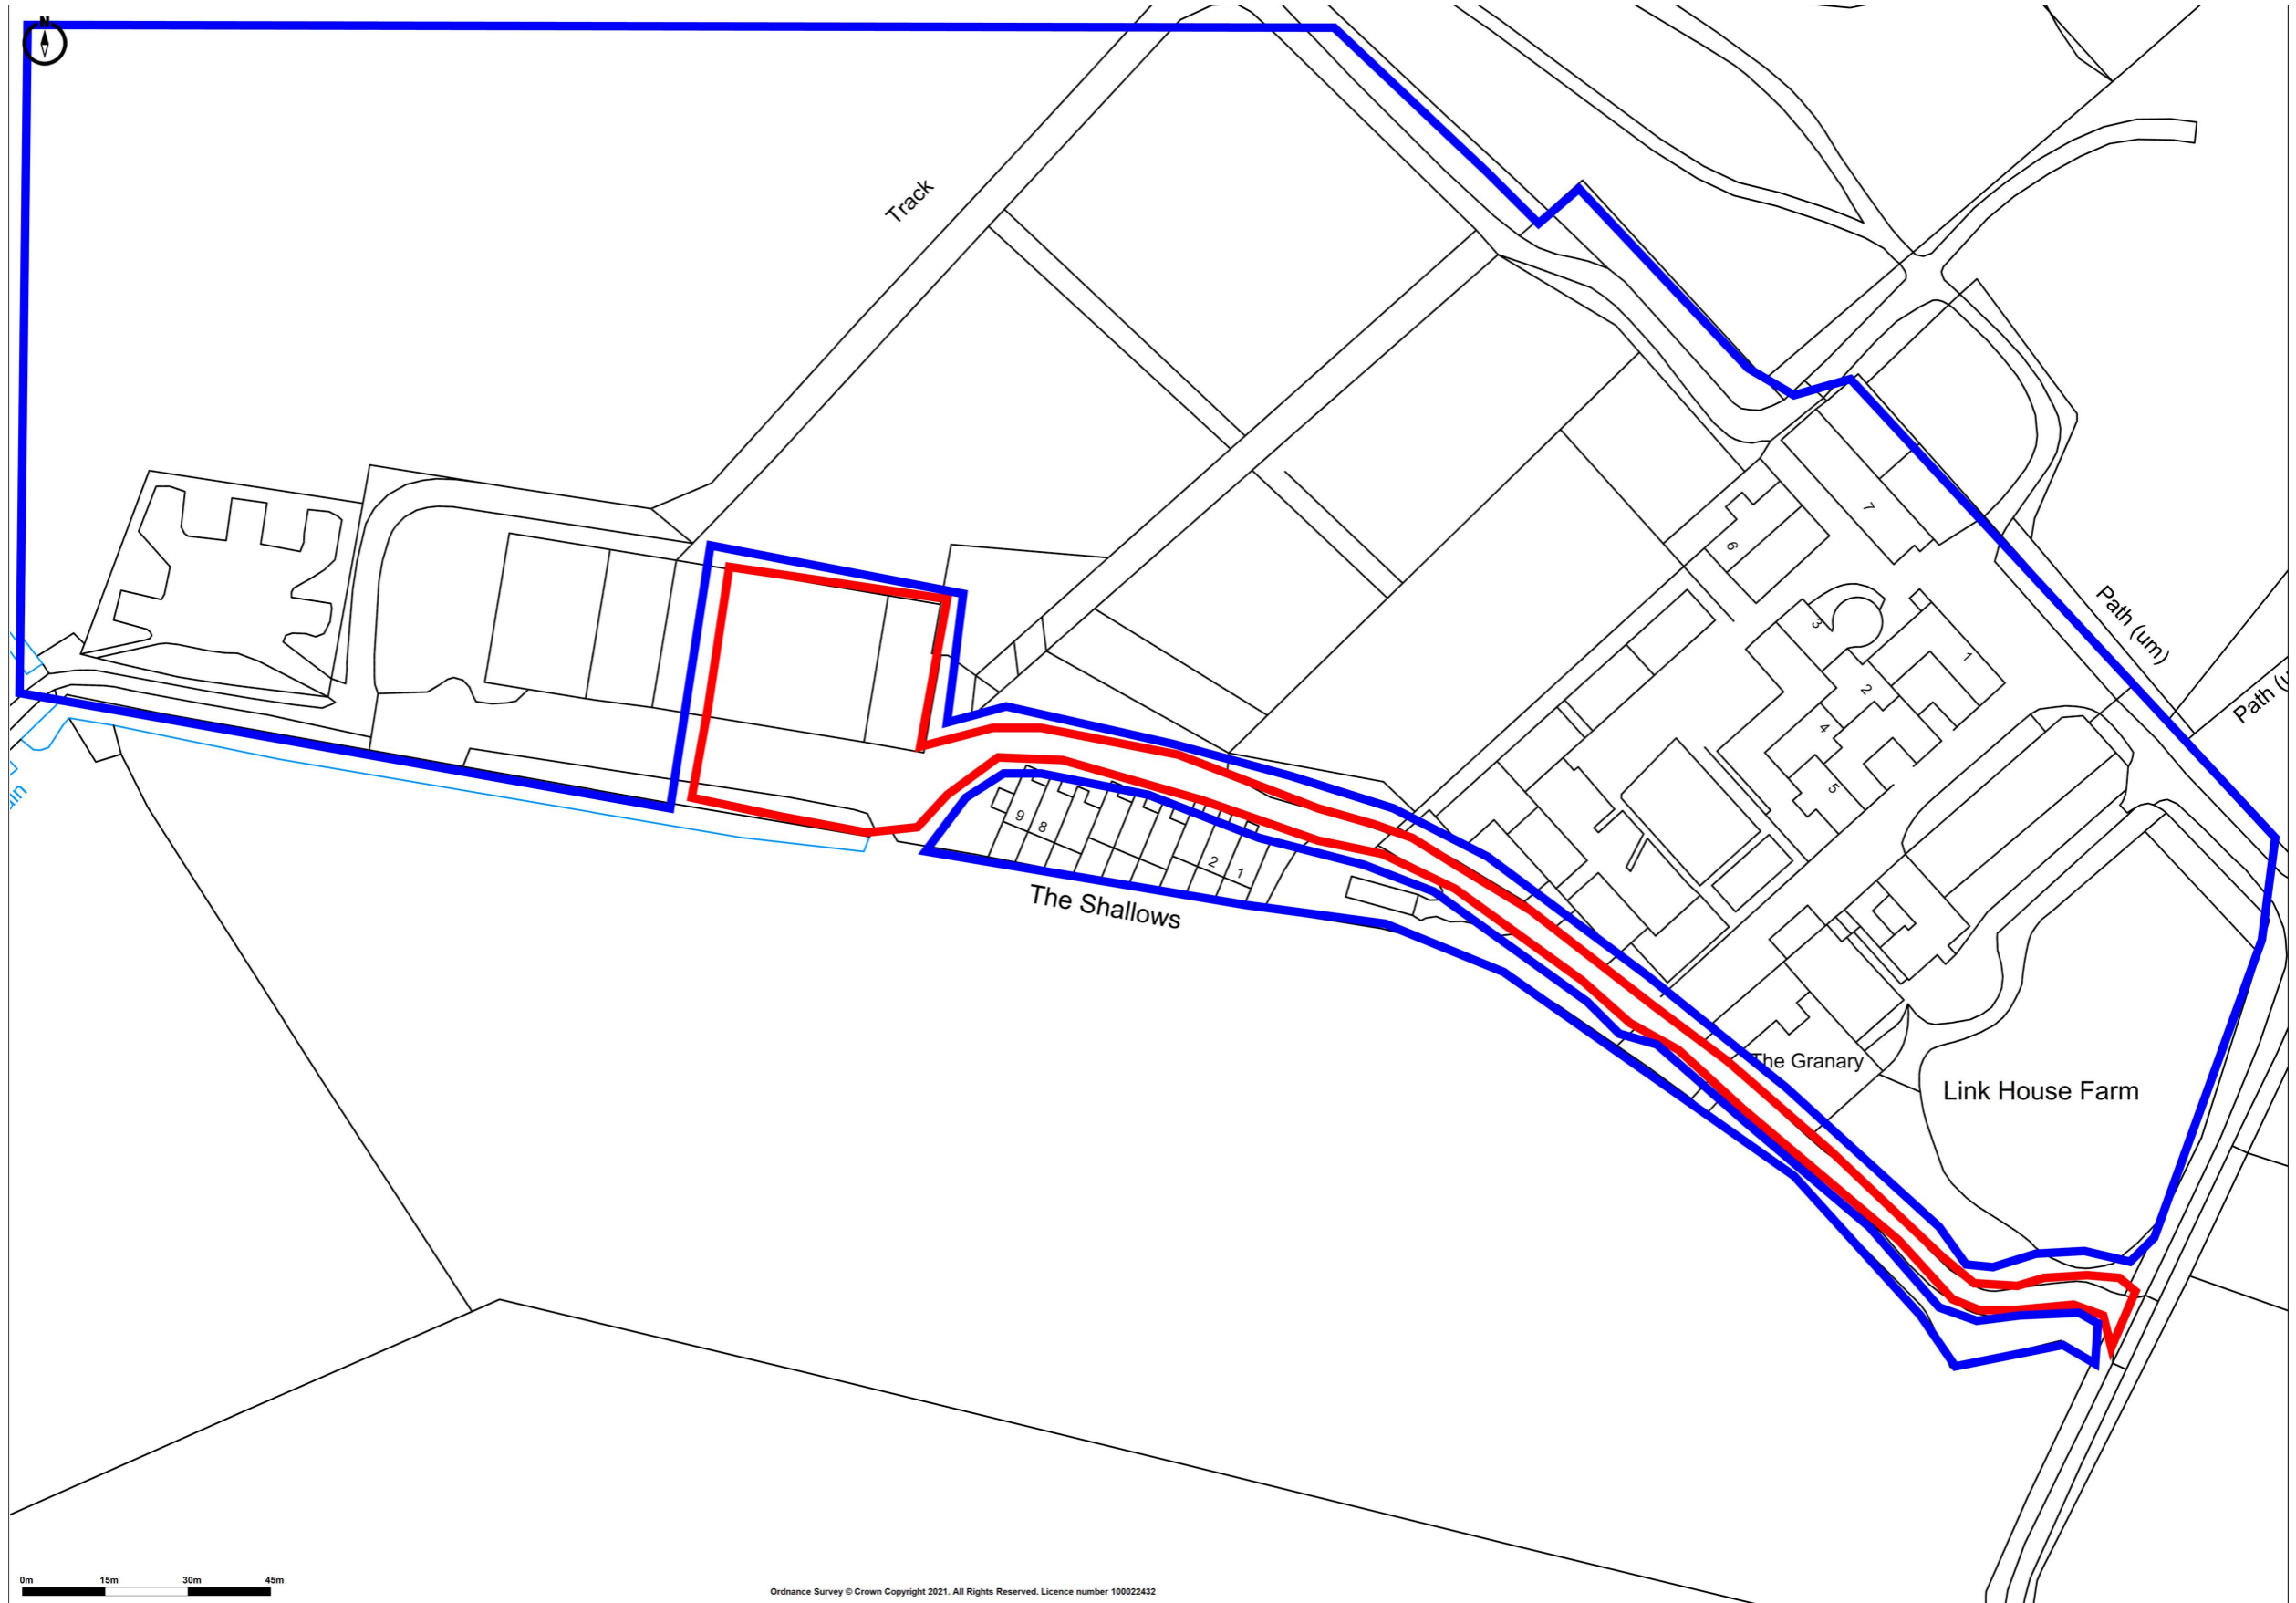 N
Track
7
6
3
1
2
4
5
Path (um)
Path (u
9
8
2
1
The Shallows
The Granary
Link House Farm
0m 15m 30m 45m
Ordnance Survey © Crown Copyright 2021. All Rights Reserved. Licence number 100022432